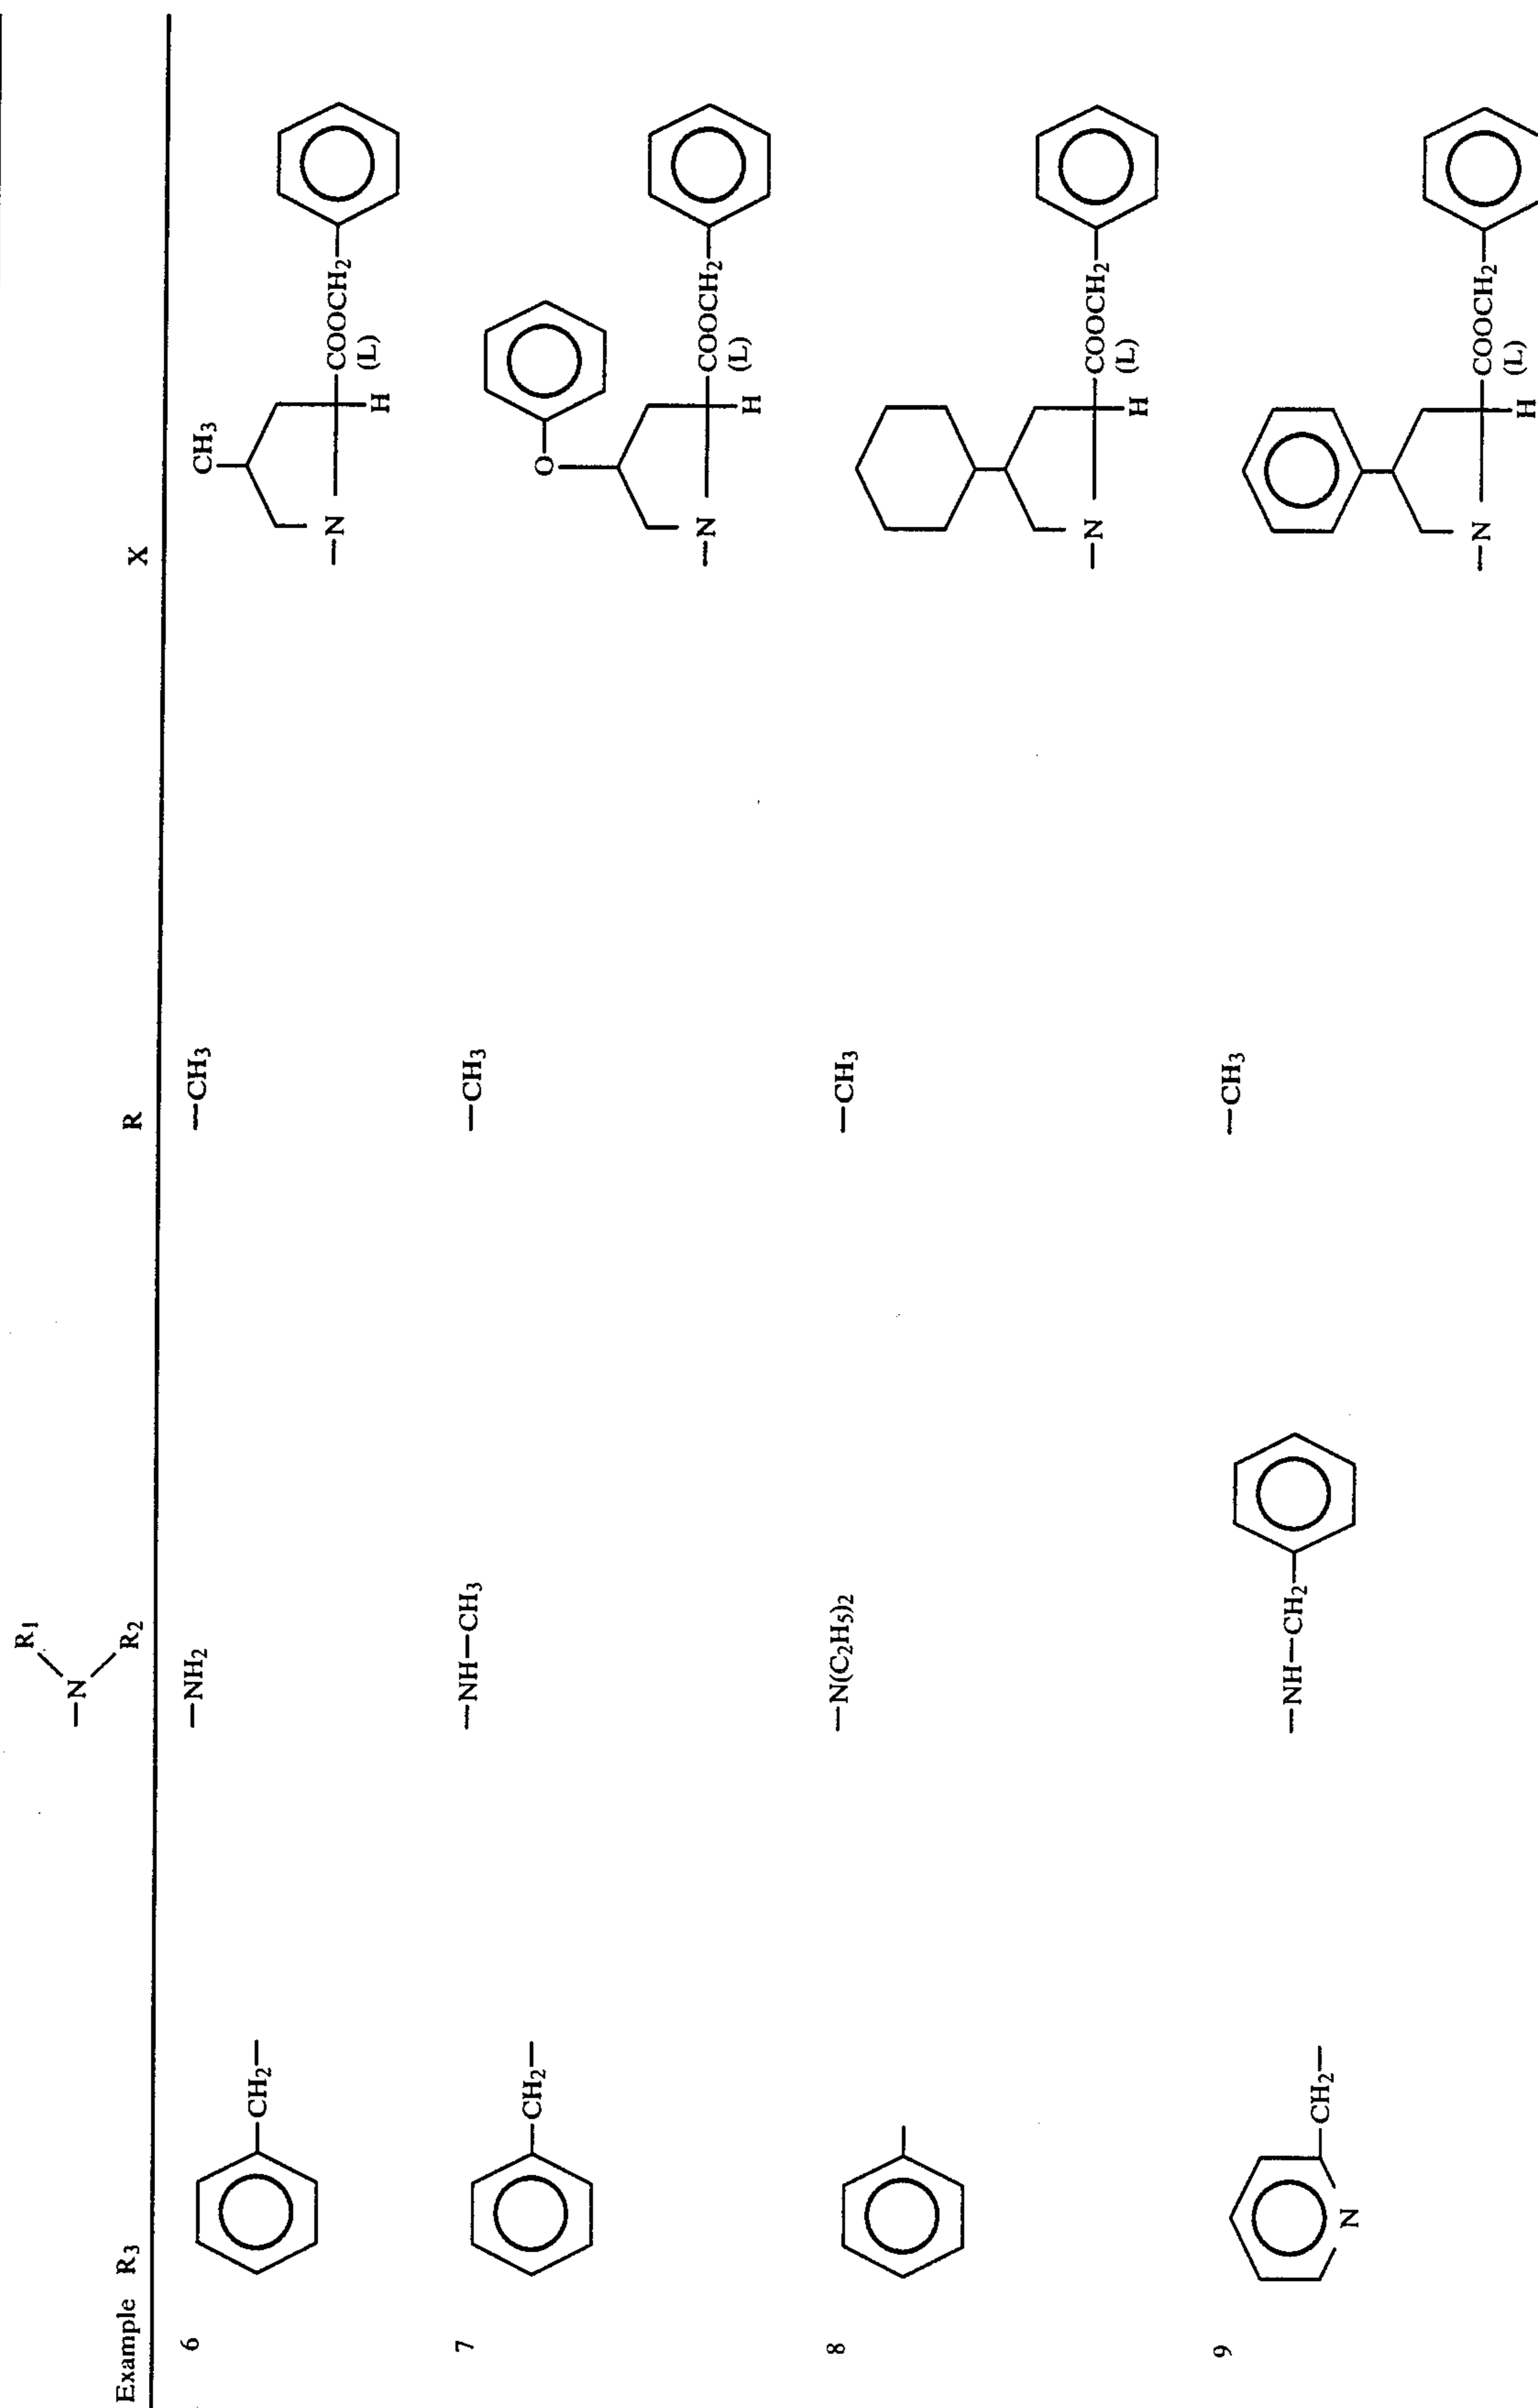 R1
—N
R2
Example R3 R X
6 —CH2— —NH2 —CH3 CH3
—N COOCH2—
(L)
H
7 —CH2— —NH—CH3 —CH3 O
—N COOCH2—
(L)
H
8 —N(C2H5)2 —CH3
—N COOCH2—
(L)
H
9 N —CH2— —NH—CH2— —CH3
—N COOCH2—
(L)
H